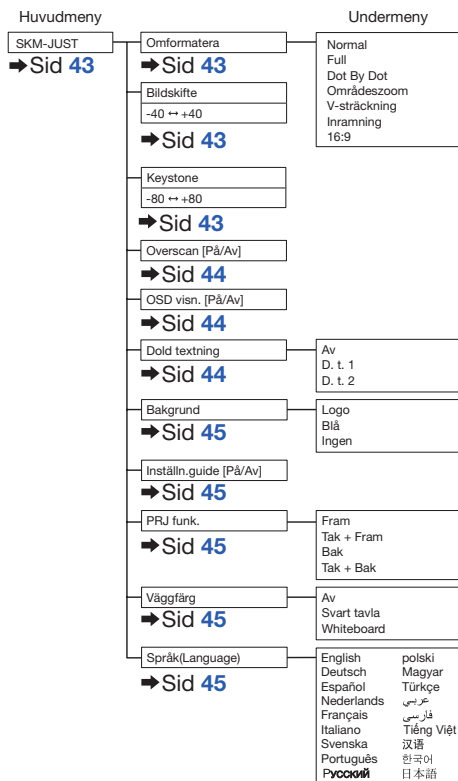 Huvudmeny
Undermeny
SKM-JUST
➡Sid 43
Omformatera
➡Sid 43
Normal
Full
Dot By Dot
Områdeszoom
V-sträckning
Inramning
16:9
Bildskifte
-40 ↔ +40
➡Sid 43
Keystone
-80 ↔ +80
➡Sid 43
Overscan [På/Av]
➡Sid 44
OSD visn. [På/Av]
➡Sid 44
Dold textning
➡Sid 44
Av
D. t. 1
D. t. 2
Bakgrund
➡Sid 45
Logo
Blå
Ingen
Inställn.guide [På/Av]
➡Sid 45
PRJ funk.
➡Sid 45
Fram
Tak + Fram
Bak
Tak + Bak
Väggfärg
➡Sid 45
Av
Svart tavla
Whiteboard
Språk(Language)
➡Sid 45
English polski
Deutsch Magyar
Español Türkçe
Nederlands عربي
Français فارسی
Italiano Tiếng Việt
Svenska 汉语
Português 한국어
Русский 日本語